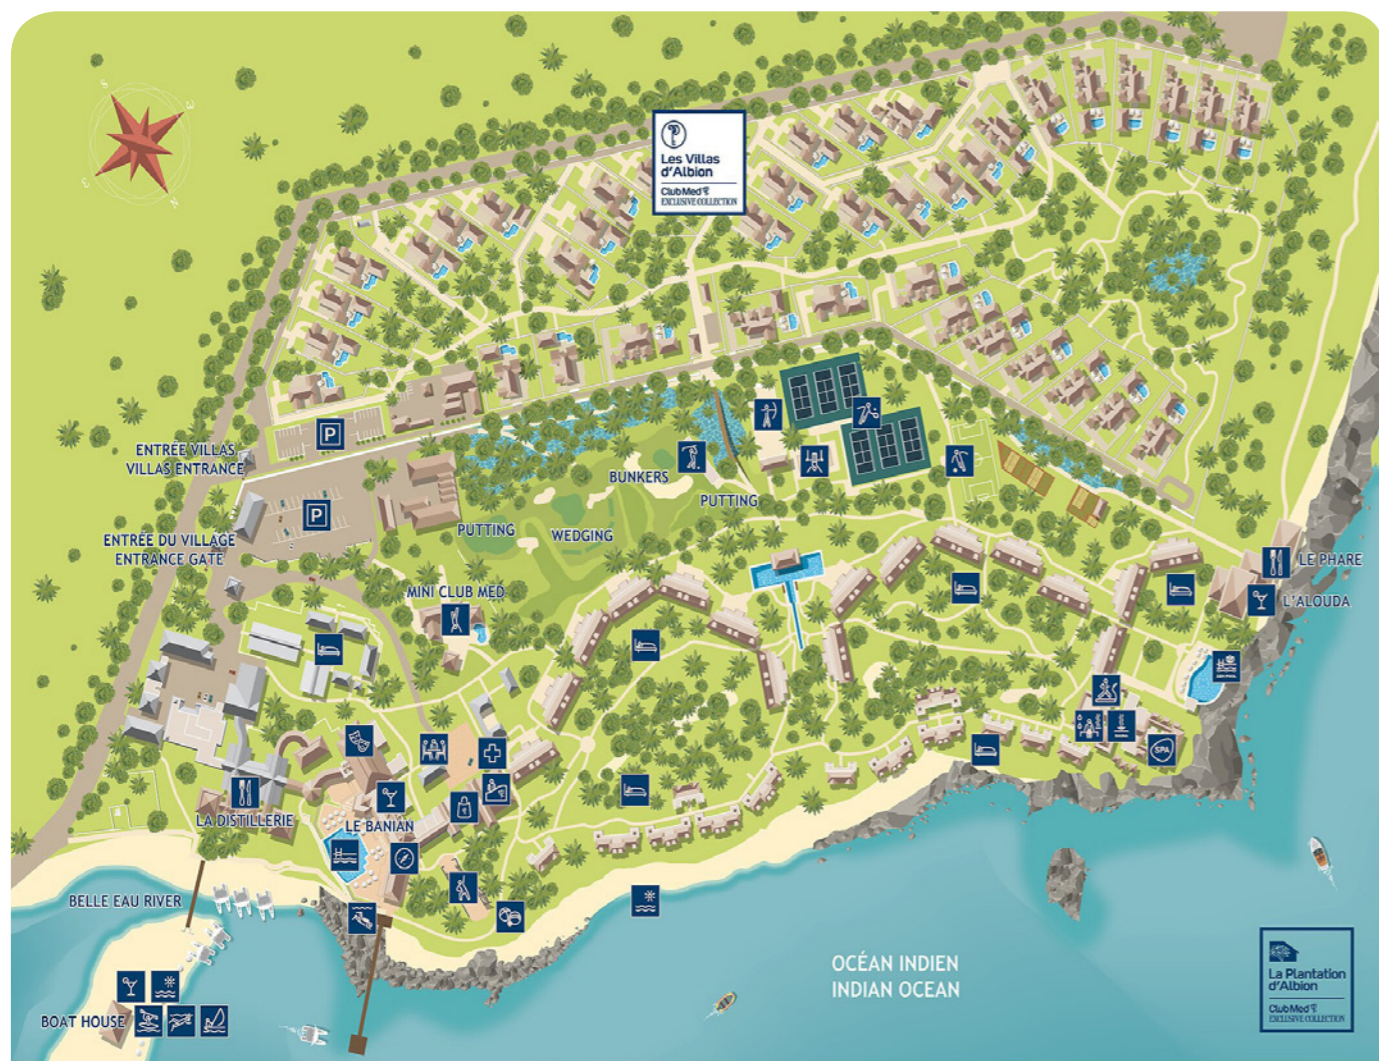 Les Villas
d'Albion
Club Med
EXCLUSIVE COLLECTION
ENTRÉE VILLAS
VILLAS ENTRANCE
P
P
ENTRÉE DU VILLAGE
ENTRANCE GATE
BUNKERS
PUTTING
PUTTING
WEDGING
MINI CLUB MED
LE PHARE
L'ALOUDA
SPA
LA DISTILLERIE
LE BANIAN
BELLE EAU RIVER
BOAT HOUSE
OCÉAN INDIEN
INDIAN OCEAN
La Plantation
d'Albion
Club Med
EXCLUSIVE COLLECTION